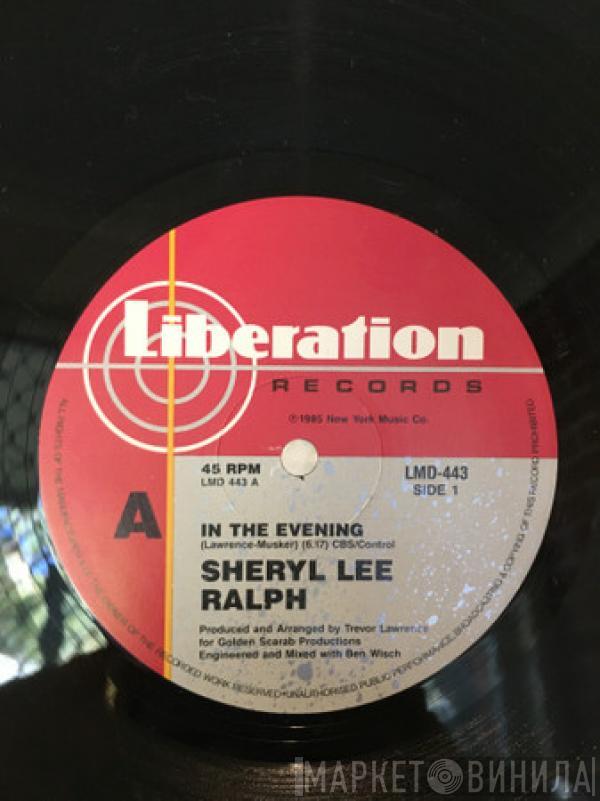 Liberation
RECORDS
℗1985 New York Music Co.
45 RPM
LMD 443 A
LMD-443
SIDE 1
A
IN THE EVENING
(Lawrence-Musker) (6.17) CBS/Control
SHERYL LEE
RALPH
Produced and Arranged by Trevor Lawrence
for Golden Scarab Productions
Engineered and Mixed with Ben Wisch
ALL RIGHTS OF THE MANUFACTURER & OF THE OWNER OF THE RECORDED WORK RESERVED•UNAUTHORISED PUBLIC PERFORMANCE, BROADCASTING & COPYING OF THIS RECORD PROHIBITED
МАРКЕТ ВИНИЛА